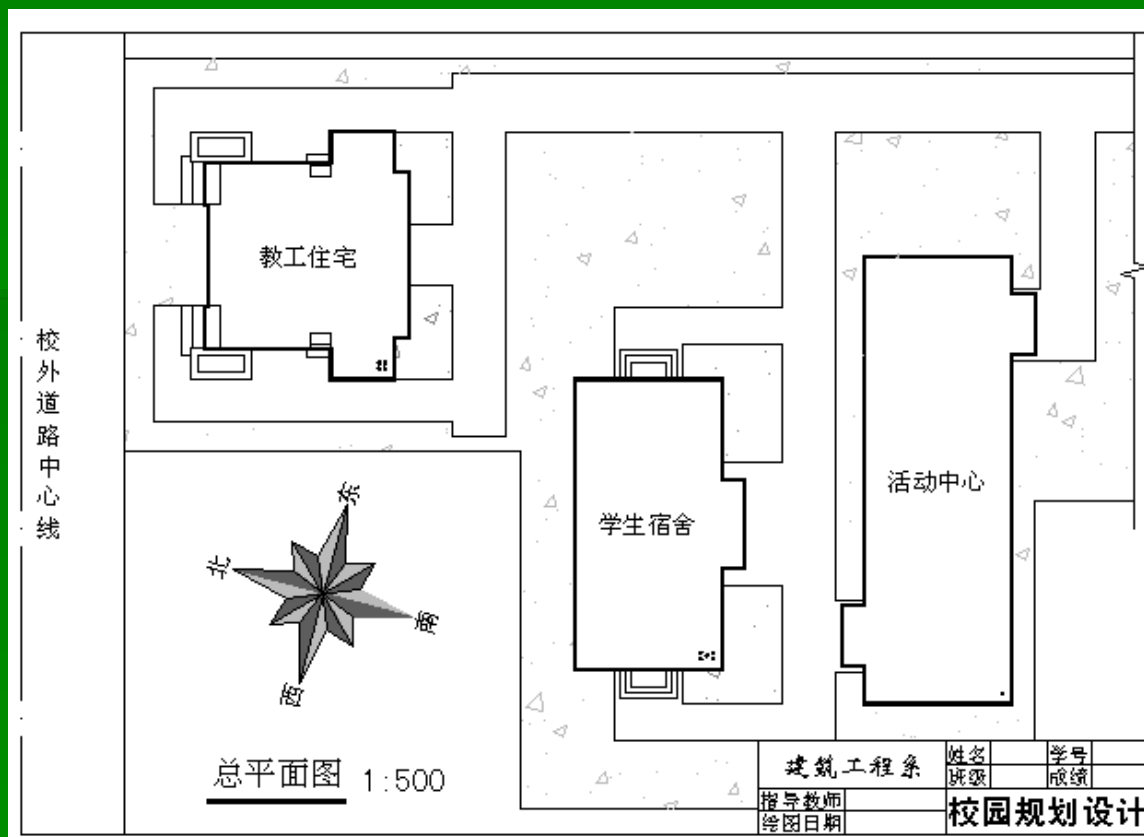 教工住宅
校外道路中心线
活动中心
学生宿舍
东
北
南
西
总平面图 1:500
建筑工程系
姓名
学号
班级
成绩
指导教师
绘图日期
校园规划设计